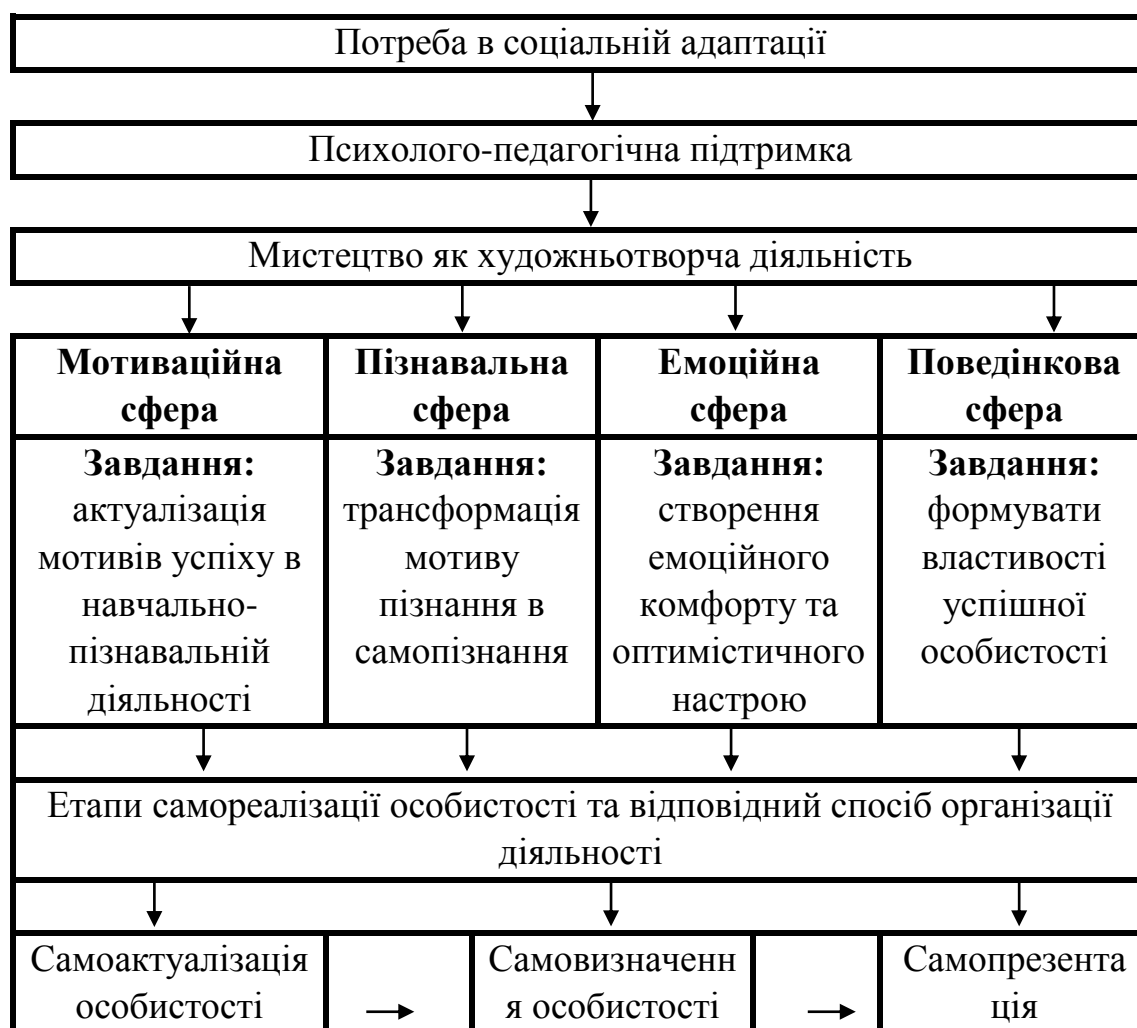 Потреба в соціальній адаптації
Психолого-педагогічна підтримка
Мистецтво як художньотворча діяльність
Мотиваційна
сфера
Пізнавальна
сфера
Емоційна
сфера
Поведінкова
сфера
Завдання:
актуалізація
мотивів успіху в
навчально-
пізнавальній
діяльності
Завдання:
трансформація
мотиву
пізнання в
самопізнання
Завдання:
створення
емоційного
комфорту та
оптимістичного
настрою
Завдання:
формувати
властивості
успішної
особистості
Етапи самореалізації особистості та відповідний спосіб організації
діяльності
Самоактуалізація
особистості
Самовизначенн
я особистості
Самопрезента
ція